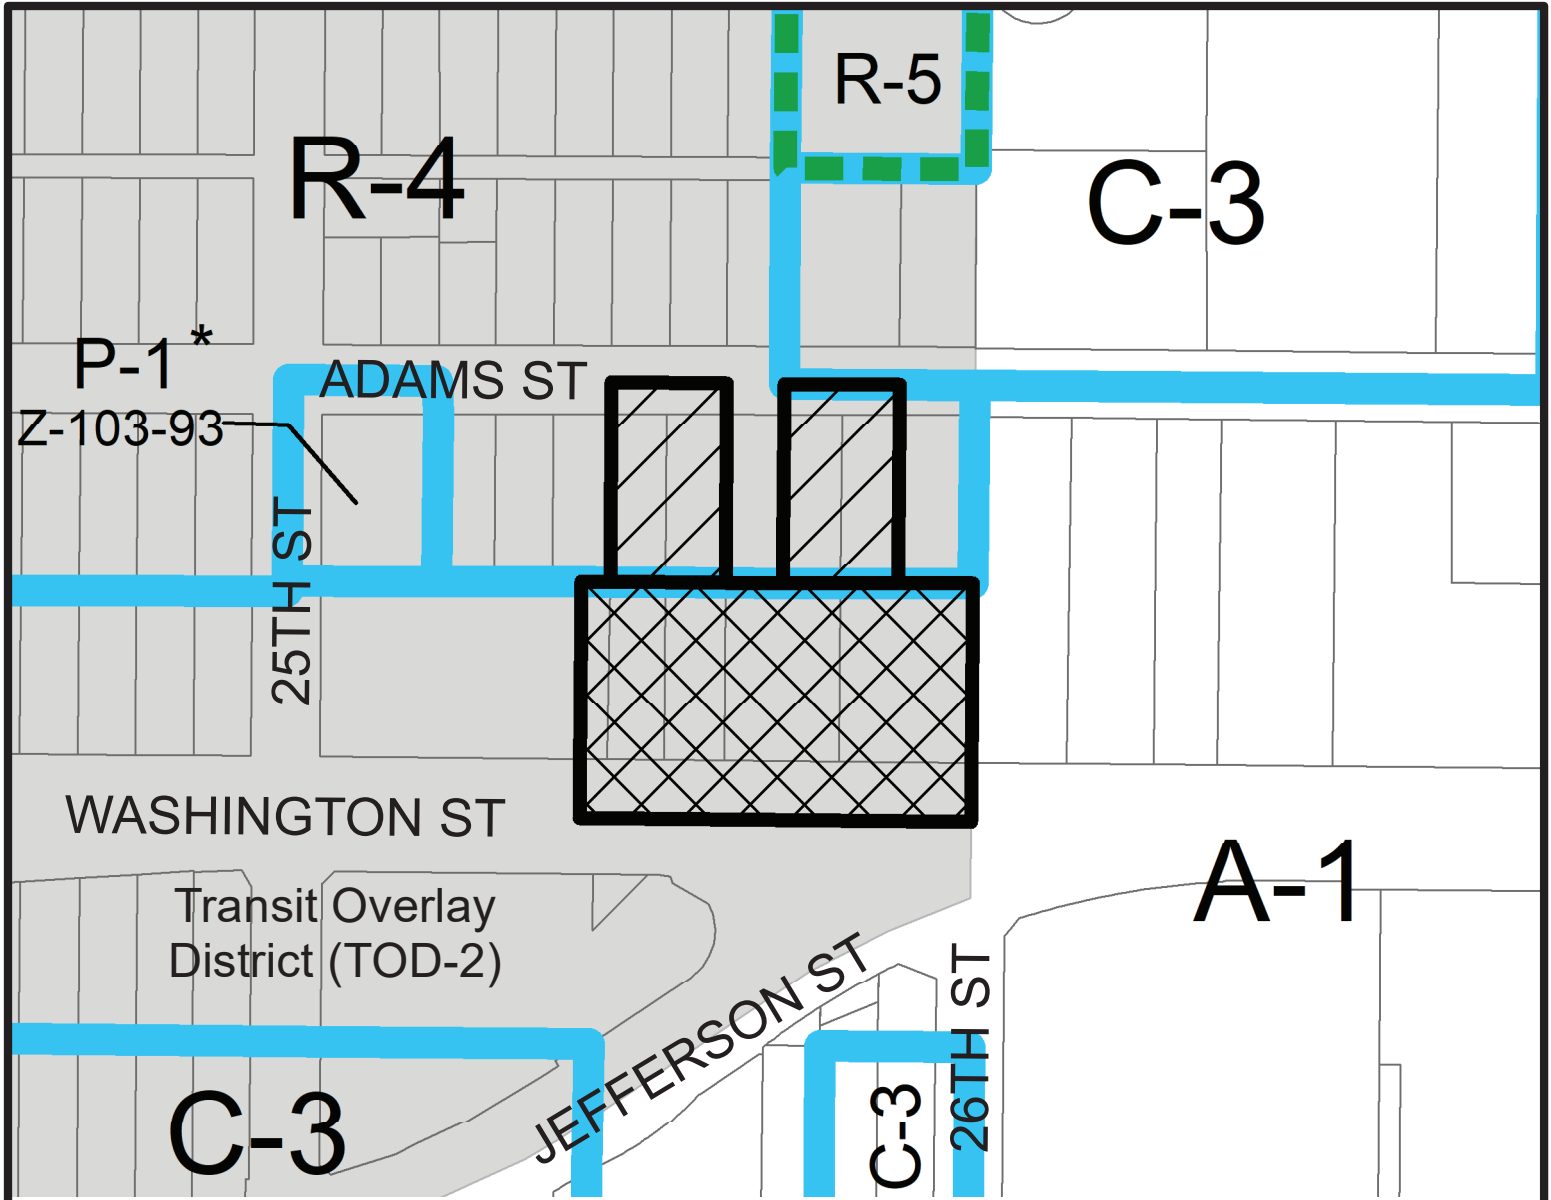 R-5
R-4
C-3
P-1*
ADAMS ST
Z-103-93
25TH ST
WASHINGTON ST
A-1
Transit Overlay
District (TOD-2)
JEFFERSON ST
26TH ST
C-3
C-3